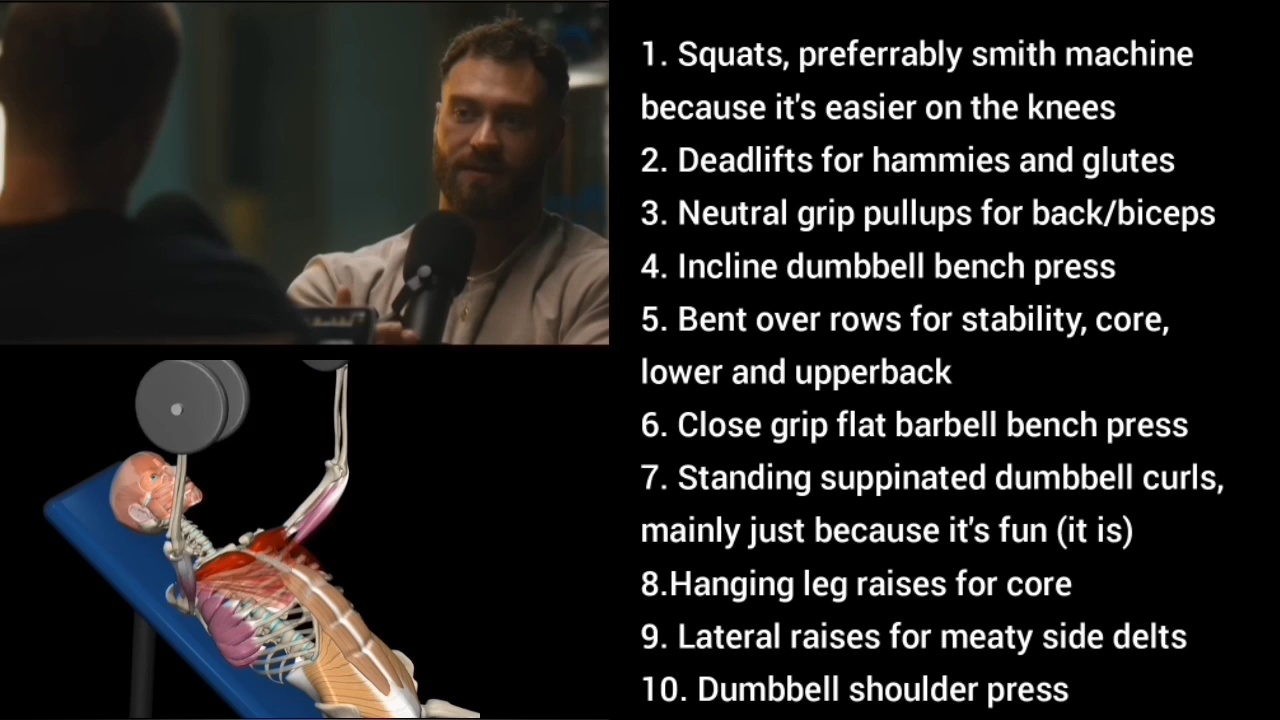 1. Squats, preferrably smith machine
because it's easier on the knees
2. Deadlifts for hammies and glutes
3. Neutral grip pullups for back/biceps
4. Incline dumbbell bench press
5. Bent over rows for stability, core,
lower and upperback
6. Close grip flat barbell bench press
7. Standing suppinated dumbbell curls,
mainly just because it's fun (it is)
8.Hanging leg raises for core
9. Lateral raises for meaty side delts
10. Dumbbell shoulder press